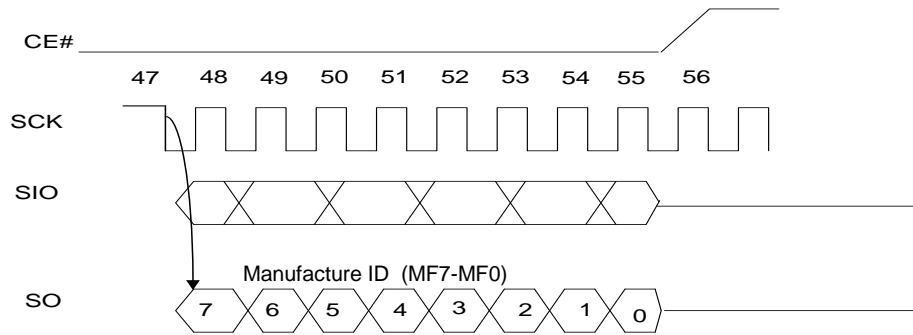 CE#
47 48 49 50 51 52 53 54 55 56
SCK
SIO
Manufacture ID (MF7-MF0)
SO
7 6 5 4 3 2 1 0